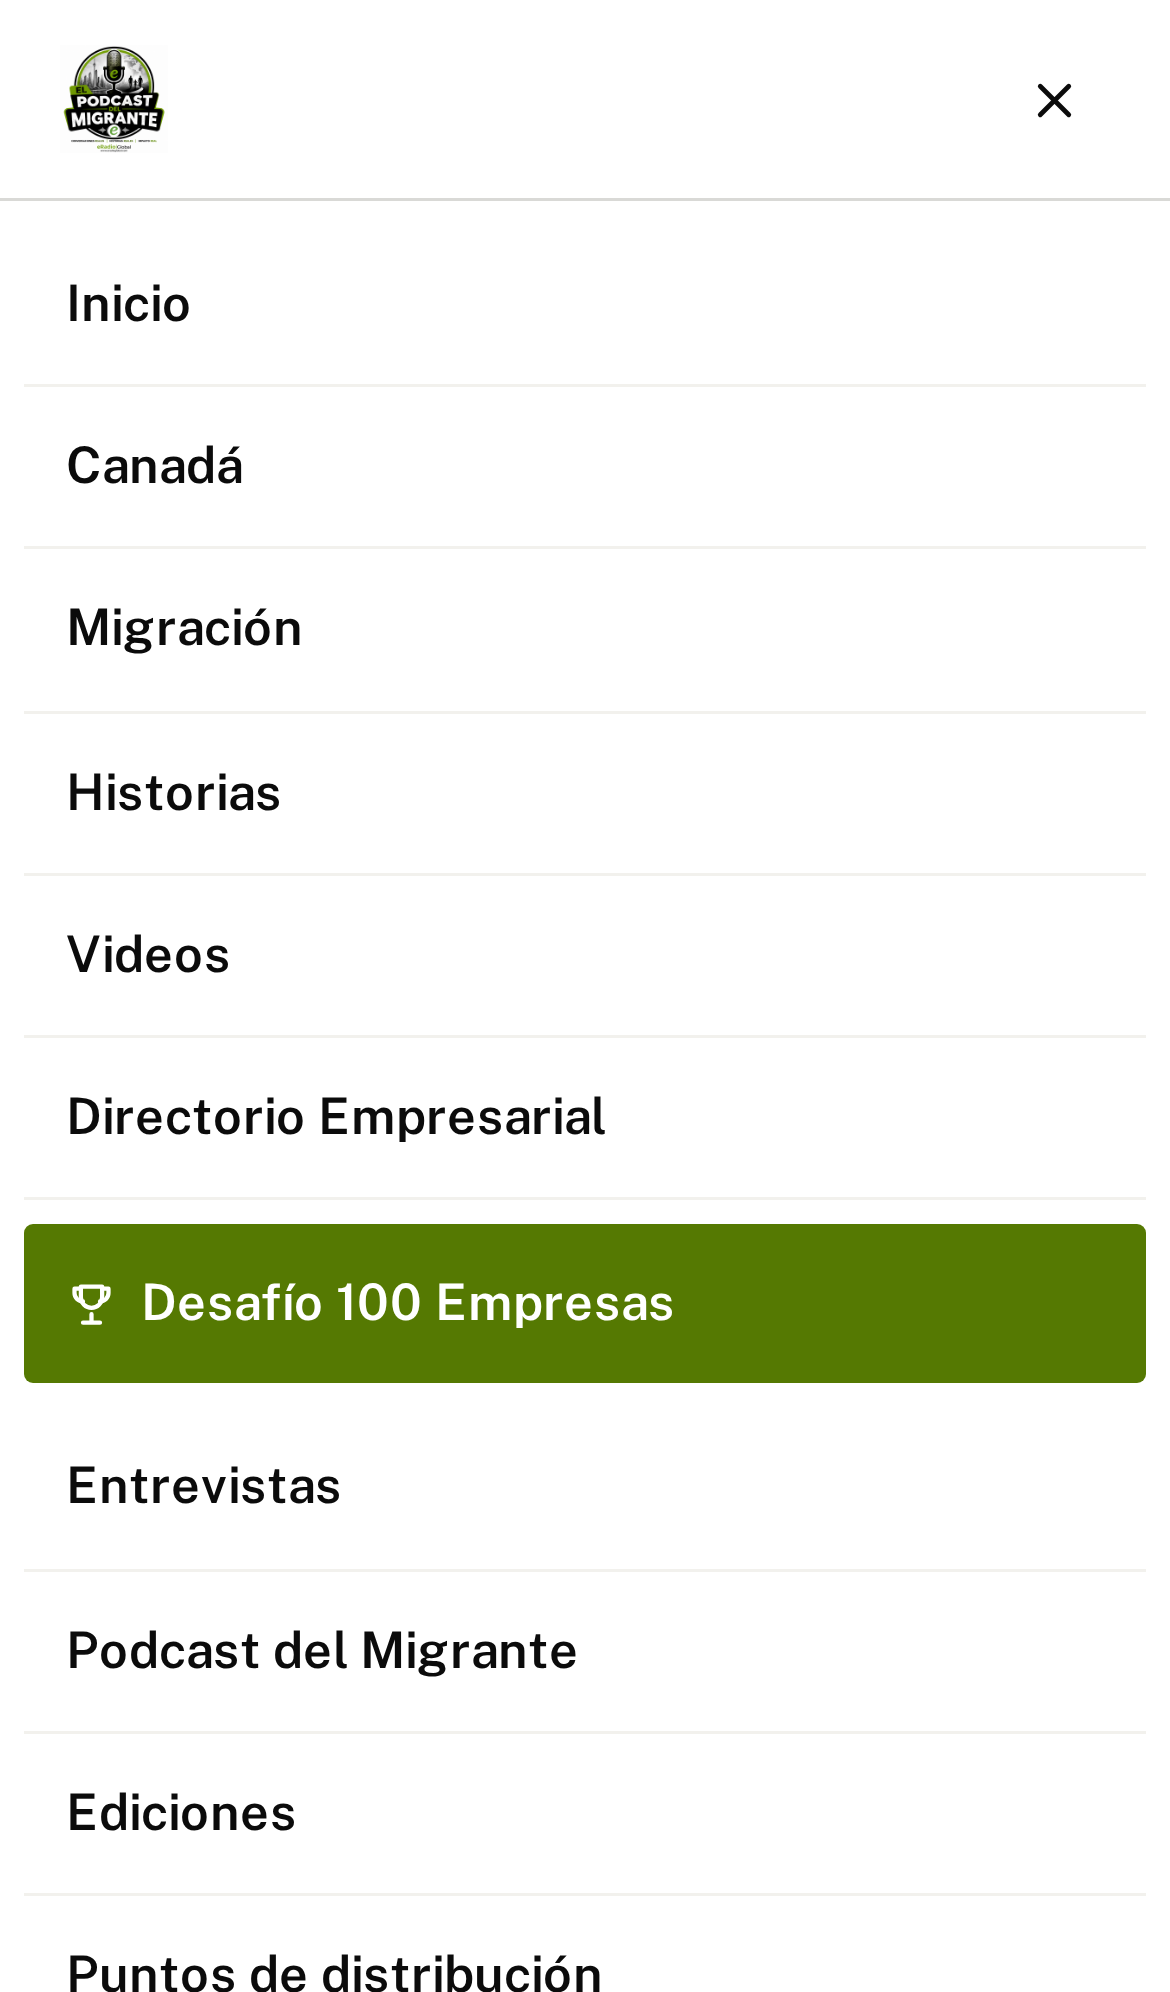 EL
PODCAST
DEL
MIGRANTE
Inicio
Canadá
Migración
Historias
Videos
Directorio Empresarial
Desafío 100 Empresas
Entrevistas
Podcast del Migrante
Ediciones
Puntos de distribución